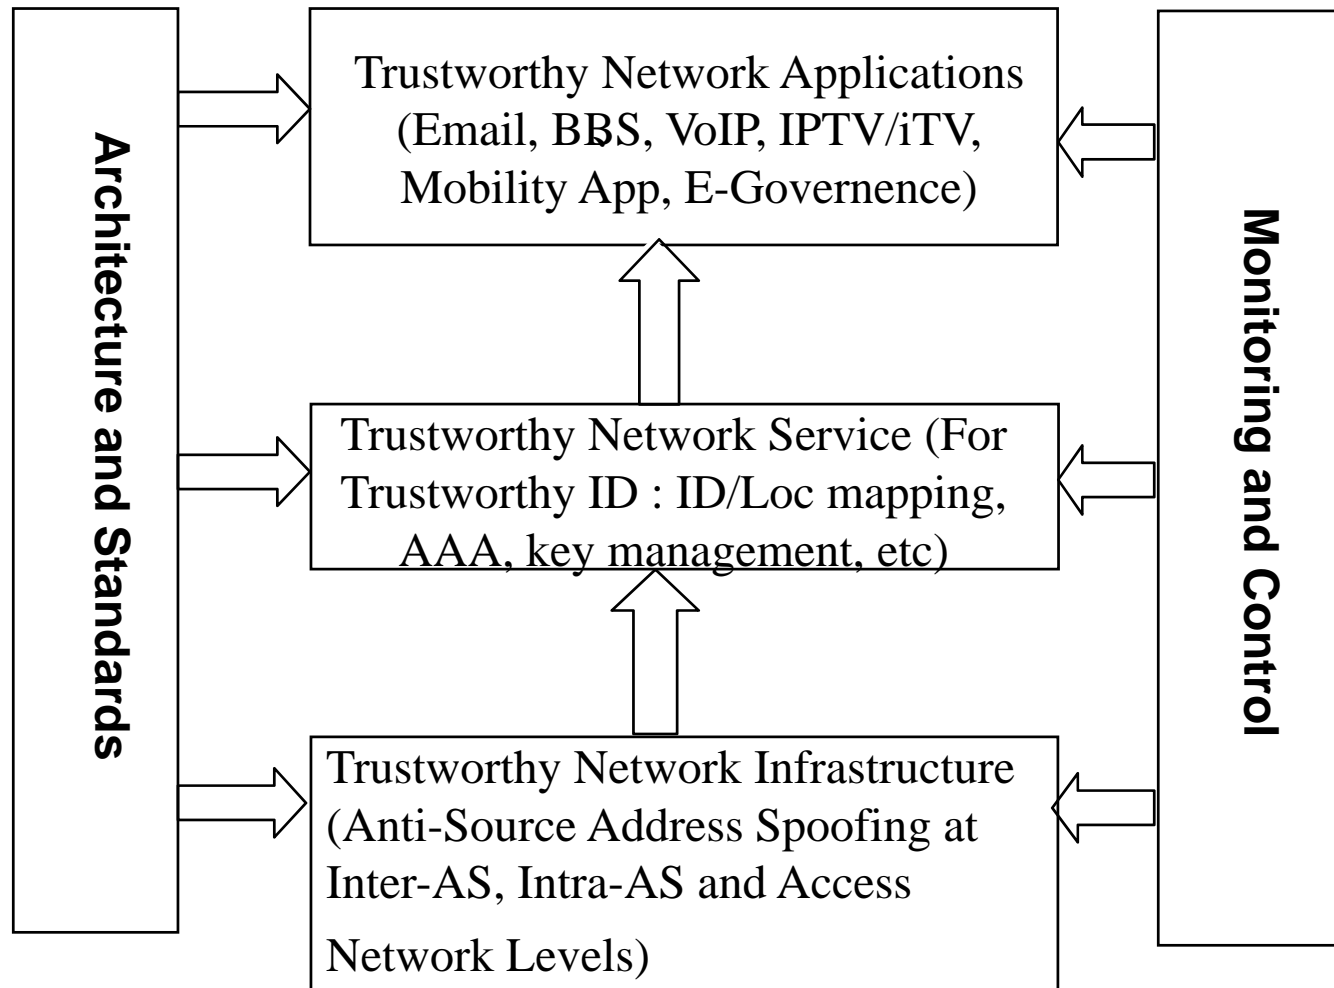 Architecture and Standards
Trustworthy Network Applications
(Email, BBS, VoIP, IPTV/iTV,
Mobility App, E-Governence)
Trustworthy Network Service (For
Trustworthy ID : ID/Loc mapping,
AAA, key management, etc)
Trustworthy Network Infrastructure
(Anti-Source Address Spoofing at
Inter-AS, Intra-AS and Access
Network Levels)
Monitoring and Control